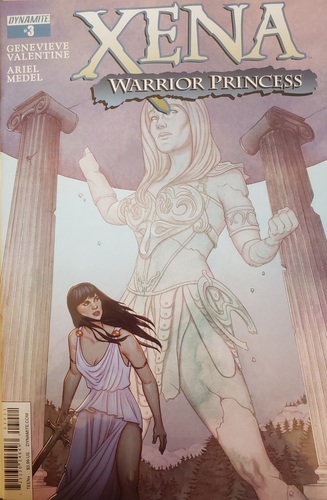 DYNAMITE
#3
GENEVIEVE
VALENTINE
ARIEL
MEDEL
XENA
WARRIOR PRINCESS